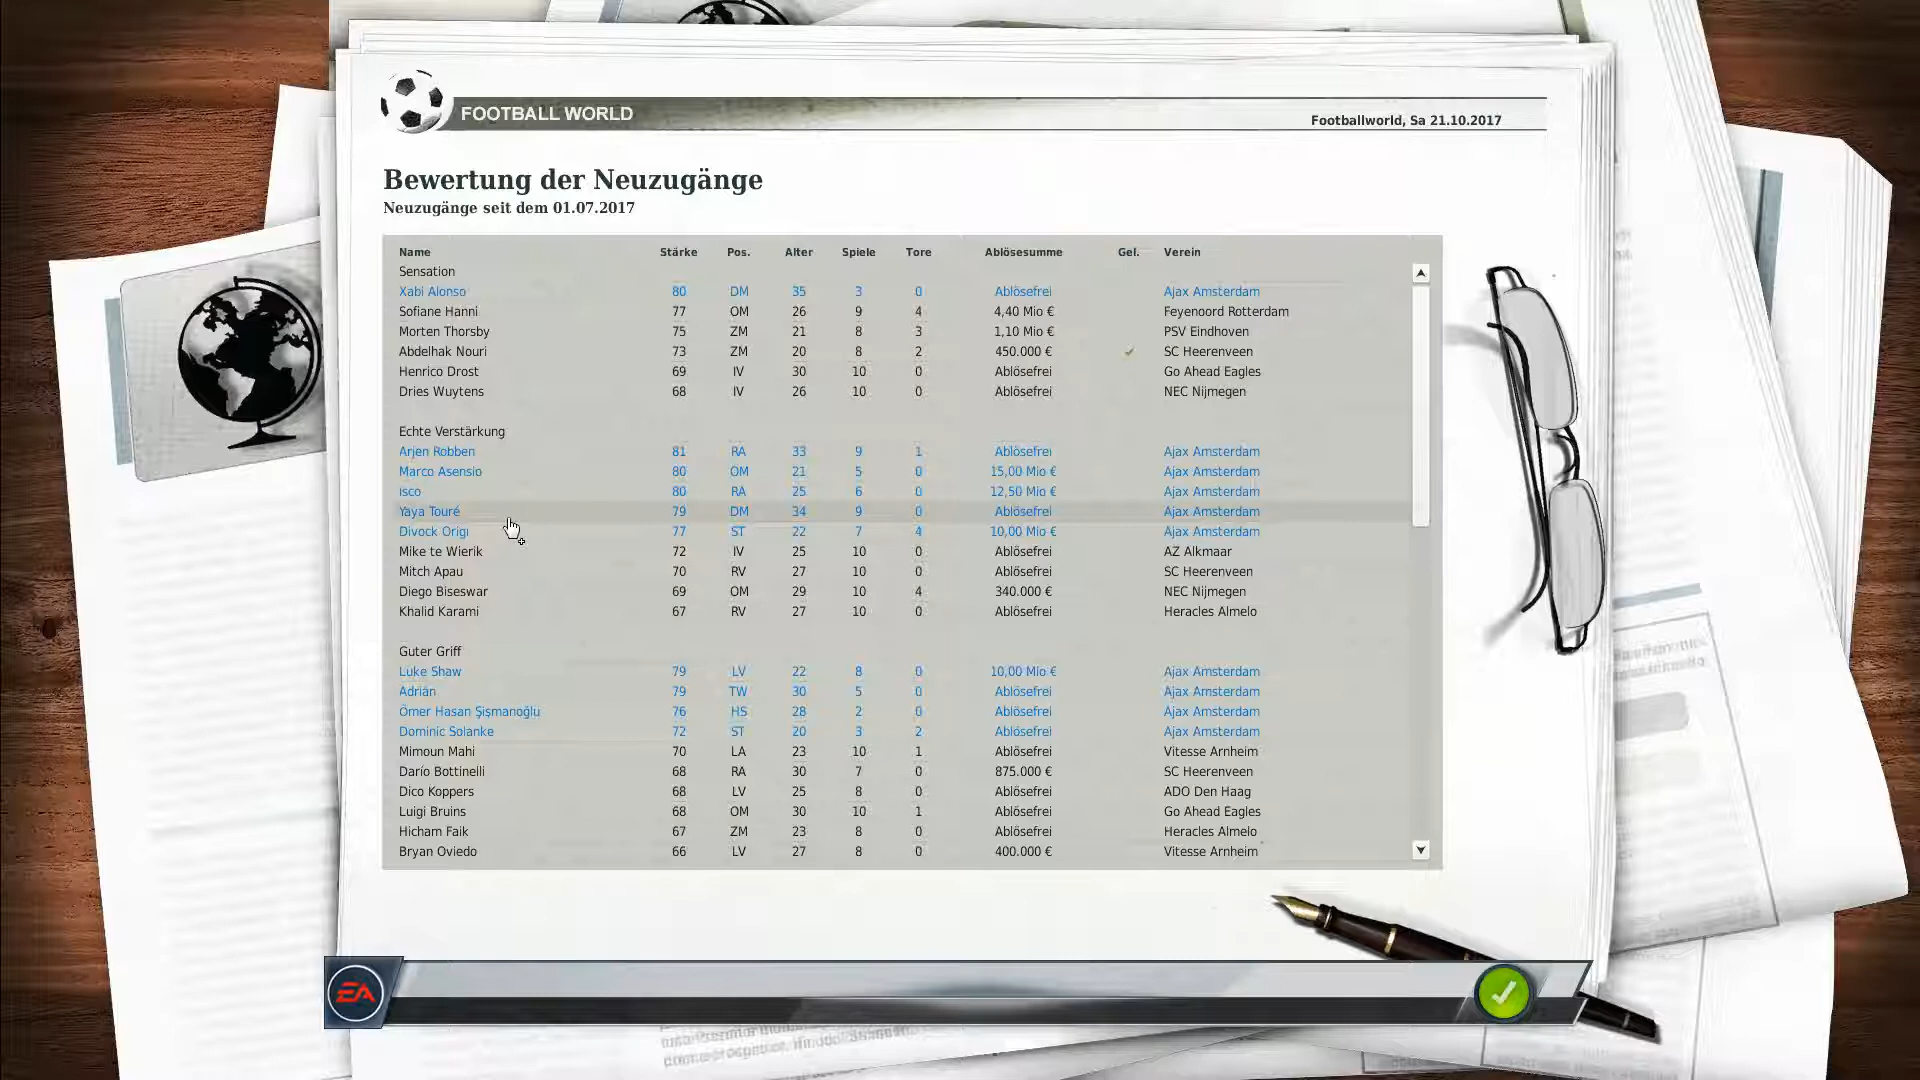 FOOTBALL WORLD
Footballworld, Sa 21.10.2017
Bewertung der Neuzugänge
Neuzugänge seit dem 01.07.2017
Name Stärke Pos. Alter Spiele Tore Ablösesumme Gel. Verein
Sensation
Xabi Alonso 80 DM 35 3 0 Ablösefrei Ajax Amsterdam
Sofiane Hanni 77 OM 26 9 4 4,40 Mio € Feyenoord Rotterdam
Morten Thorsby 75 ZM 21 8 3 1,10 Mio € PSV Eindhoven
Abdelhak Nouri 73 ZM 20 8 2 450.000 € ✓ SC Heerenveen
Henrico Drost 69 IV 30 10 0 Ablösefrei Go Ahead Eagles
Dries Wuytens 68 IV 26 10 0 Ablösefrei NEC Nijmegen
Echte Verstärkung
Arjen Robben 81 RA 33 9 1 Ablösefrei Ajax Amsterdam
Marco Asensio 80 OM 21 5 0 15,00 Mio € Ajax Amsterdam
Isco 80 RA 25 6 0 12,50 Mio € Ajax Amsterdam
Yaya Touré 79 DM 34 9 0 Ablösefrei Ajax Amsterdam
Divock Origi 77 ST 22 7 4 10,00 Mio € Ajax Amsterdam
Mike te Wierik 72 IV 25 10 0 Ablösefrei AZ Alkmaar
Mitch Apau 70 RV 27 10 0 Ablösefrei SC Heerenveen
Diego Biseswar 69 OM 29 10 4 340.000 € NEC Nijmegen
Khalid Karami 67 RV 27 10 0 Ablösefrei Heracles Almelo
Guter Griff
Luke Shaw 79 LV 22 8 0 10,00 Mio € Ajax Amsterdam
Adrián 79 TW 30 5 0 Ablösefrei Ajax Amsterdam
Ömer Hasan Şişmanoğlu 76 HS 28 2 0 Ablösefrei Ajax Amsterdam
Dominic Solanke 72 ST 20 3 2 Ablösefrei Ajax Amsterdam
Mimoun Mahi 70 LA 23 10 1 Ablösefrei Vitesse Arnheim
Darío Bottinelli 68 RA 30 7 0 875.000 € SC Heerenveen
Dico Koppers 68 LV 25 8 0 Ablösefrei ADO Den Haag
Luigi Bruins 68 OM 30 10 1 Ablösefrei Go Ahead Eagles
Hicham Faik 67 ZM 23 8 0 Ablösefrei Heracles Almelo
Bryan Oviedo 66 LV 27 8 0 400.000 € Vitesse Arnheim
EA